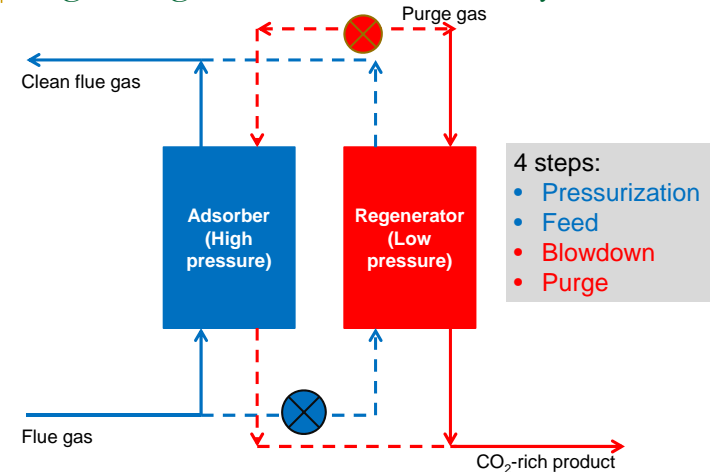 Purge gas
Clean flue gas
Adsorber
(High
pressure)
Regenerator
(Low
pressure)
4 steps:
• Pressurization
• Feed
• Blowdown
• Purge
Flue gas
CO₂-rich product